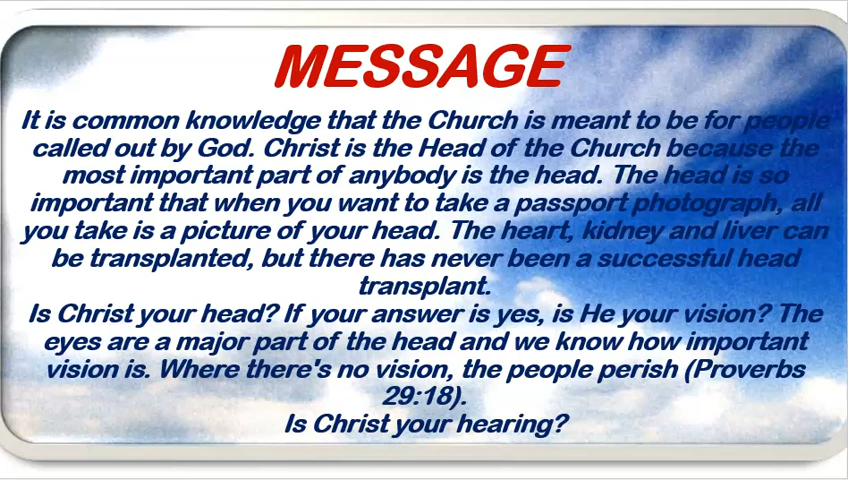 MESSAGE
It is common knowledge that the Church is meant to be for people
called out by God. Christ is the Head of the Church because the
most important part of anybody is the head. The head is so
important that when you want to take a passport photograph, all
you take is a picture of your head. The heart, kidney and liver can
be transplanted, but there has never been a successful head
transplant.
Is Christ your head? If your answer is yes, is He your vision? The
eyes are a major part of the head and we know how important
vision is. Where there's no vision, the people perish (Proverbs
29:18).
Is Christ your hearing?